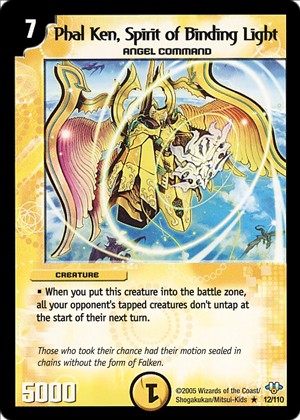 7 Phal Ken, Spirit of Binding Light
ANGEL COMMAND
CREATURE
▪ When you put this creature into the battle zone,
all your opponent's tapped creatures don't untap at
the start of their next turn.
Those who took their chance had their motion sealed in
chains without the form of Falken.
5000
1
©2005 Wizards of the Coast/
Shogakukan/Mitsui-Kids ★ 12/110